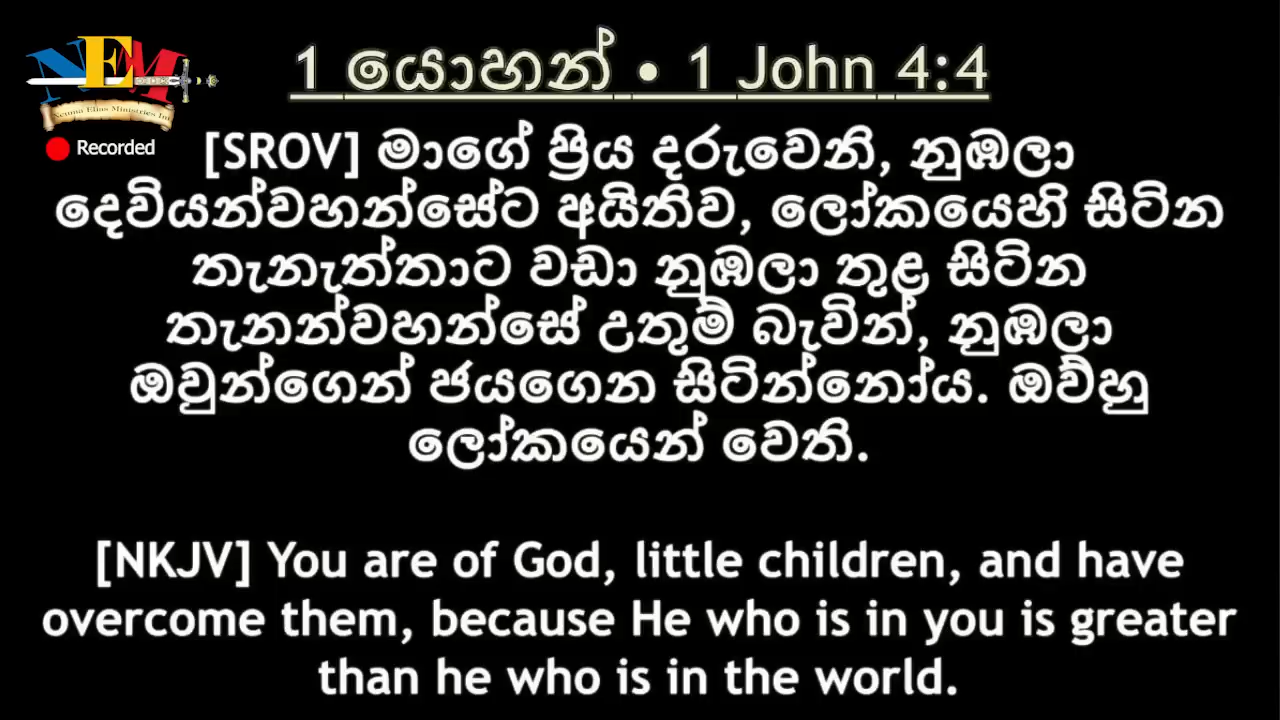 NEM
1 යොහන් • 1 John 4:4
Recorded
[SROV] මාගේ ප්‍රිය දරුවෙනි, නුඹලා
දෙවියන්වහන්සේට අයිතිව, ලෝකයෙහි සිටින
තැනැත්තාට වඩා නුඹලා තුළ සිටින
තැනන්වහන්සේ උතුම් බැවින්, නුඹලා
ඔවුන්ගෙන් ජයගෙන සිටින්නෝය. ඔව්හු
ලෝකයෙන් වෙති.
[NKJV] You are of God, little children, and have
overcome them, because He who is in you is greater
than he who is in the world.